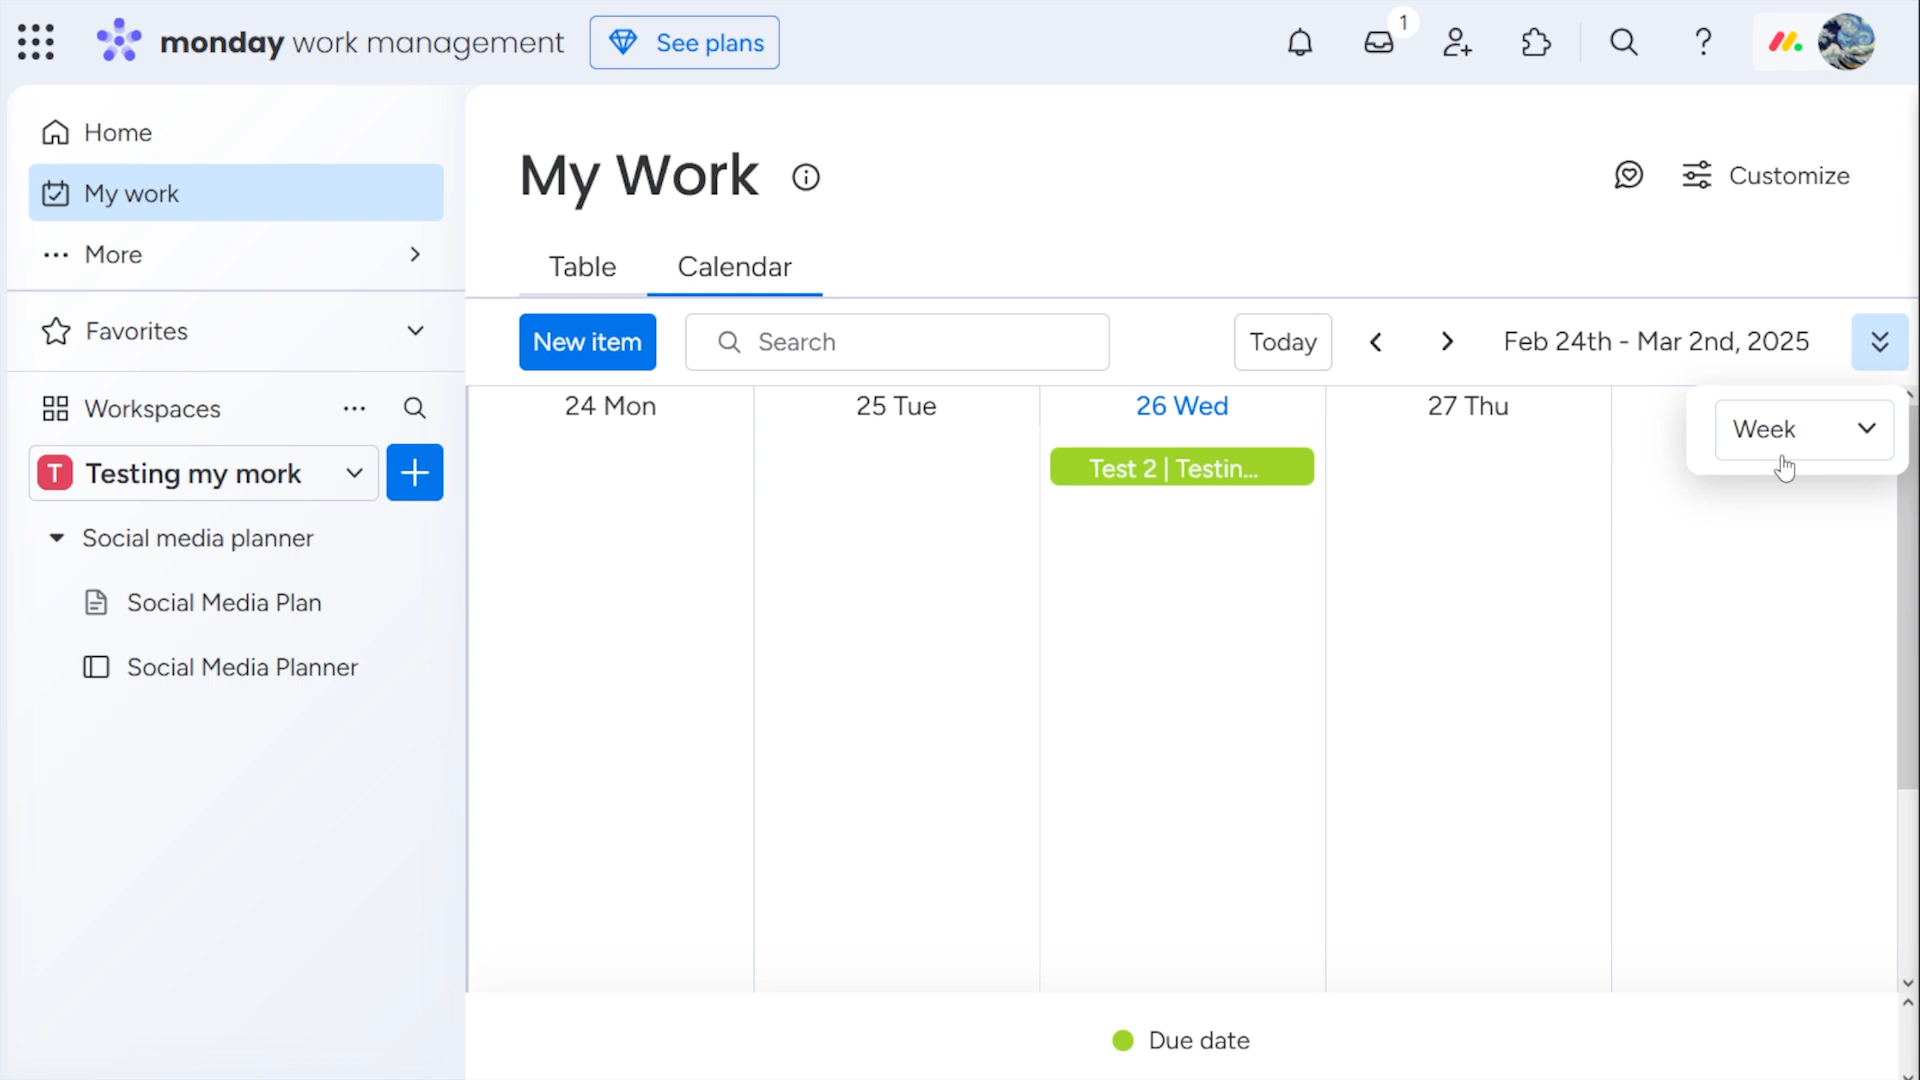 monday work management
See plans
1
Home
My work
More
Favorites
Workspaces
T Testing my mork
Social media planner
Social Media Plan
Social Media Planner
My Work
Customize
Table
Calendar
New item
Search
Today
Feb 24th - Mar 2nd, 2025
24 Mon
25 Tue
26 Wed
27 Thu
Week
Test 2 | Testin...
Due date